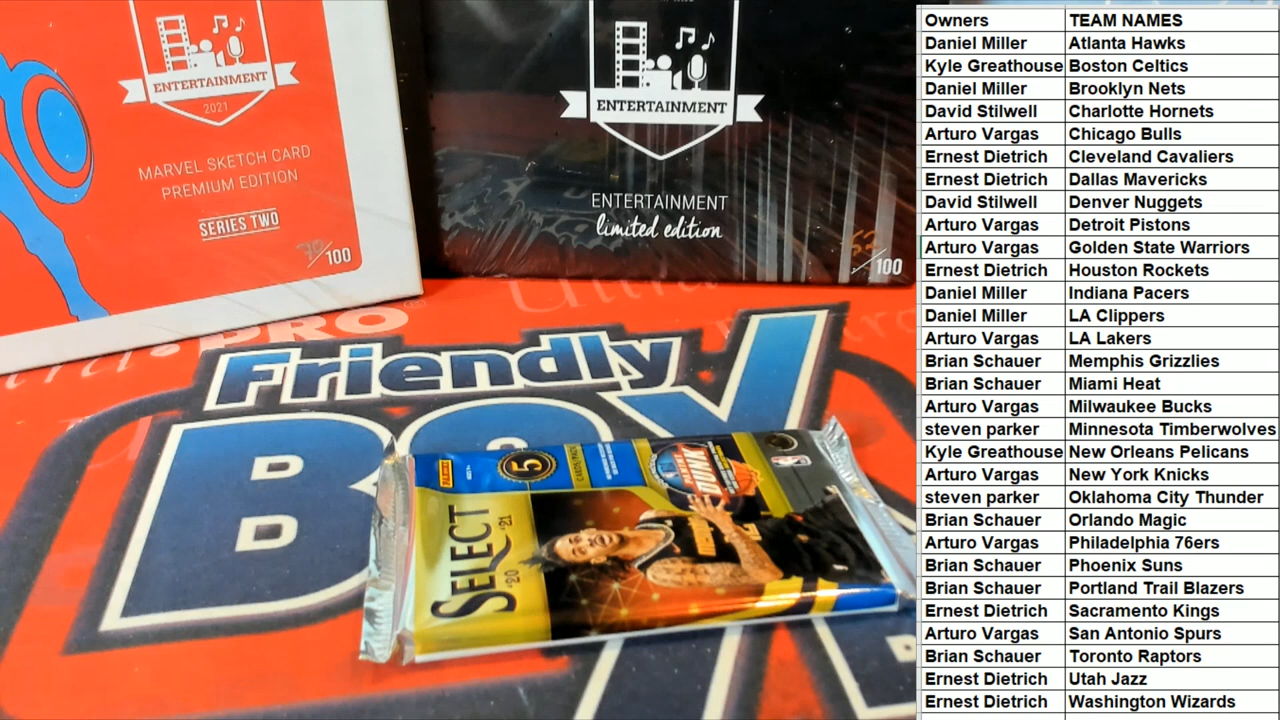 ENTERTAINMENT
2021
MARVEL SKETCH CARD
PREMIUM EDITION
SERIES TWO
/100
ENTERTAINMENT
ENTERTAINMENT
limited edition
52/100
PRO
Friendly
BOX
SELECT
'20 '21
5
CARDS/PACK
PANINI
DUNK
NBA
Owners TEAM NAMES
Daniel Miller Atlanta Hawks
Kyle Greathouse Boston Celtics
Daniel Miller Brooklyn Nets
David Stilwell Charlotte Hornets
Arturo Vargas Chicago Bulls
Ernest Dietrich Cleveland Cavaliers
Ernest Dietrich Dallas Mavericks
David Stilwell Denver Nuggets
Arturo Vargas Detroit Pistons
Arturo Vargas Golden State Warriors
Ernest Dietrich Houston Rockets
Daniel Miller Indiana Pacers
Daniel Miller LA Clippers
Arturo Vargas LA Lakers
Brian Schauer Memphis Grizzlies
Brian Schauer Miami Heat
Arturo Vargas Milwaukee Bucks
steven parker Minnesota Timberwolves
Kyle Greathouse New Orleans Pelicans
Arturo Vargas New York Knicks
steven parker Oklahoma City Thunder
Brian Schauer Orlando Magic
Arturo Vargas Philadelphia 76ers
Brian Schauer Phoenix Suns
Brian Schauer Portland Trail Blazers
Ernest Dietrich Sacramento Kings
Arturo Vargas San Antonio Spurs
Brian Schauer Toronto Raptors
Ernest Dietrich Utah Jazz
Ernest Dietrich Washington Wizards